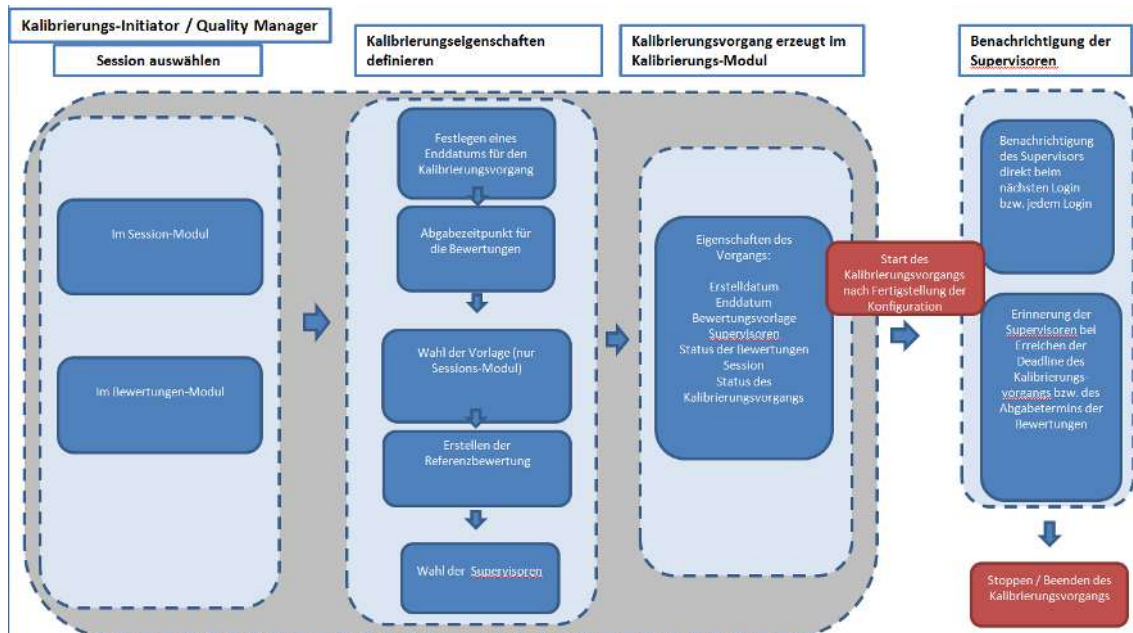 Kalibrierungs-Initiator / Quality Manager
Session auswählen
Im Session-Modul
Im Bewertungen-Modul
Kalibrierungseigenschaften
definieren
Festlegen eines
Enddatums für den
Kalibrierungsvorgang
Abgabezeitpunkt für
die Bewertungen
Wahl der Vorlage (nur
Sessions-Modul)
Erstellen der
Referenzbewertung
Wahl der Supervisoren
Kalibrierungsvorgang erzeugt im
Kalibrierungs-Modul
Eigenschaften des
Vorgangs:
Erstelldatum
Enddatum
Bewertungsvorlage
Supervisoren
Status der Bewertungen
Session
Status des
Kalibrierungsvorgangs
Start des
Kalibrierungsvorgangs
nach Fertigstellung der
Konfiguration
Benachrichtigung der
Supervisoren
Benachrichtigung
des Supervisors
direkt beim
nächsten Login
bzw. jedem Login
Erinnerung der
Supervisoren bei
Erreichen der
Deadline des
Kalibrierungs-
vorgangs bzw. des
Abgabetermins der
Bewertungen
Stoppen / Beenden des
Kalibrierungsvorgangs